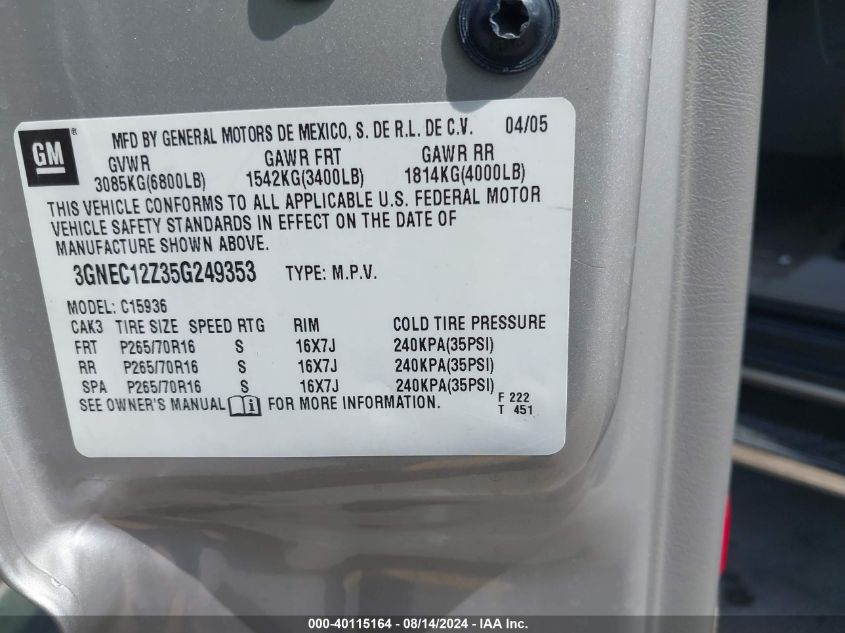 GM
®
MFD BY GENERAL MOTORS DE MEXICO, S. DE R.L. DE C.V. 04/05
GVWR GAWR FRT GAWR RR
3085KG(6800LB) 1542KG(3400LB) 1814KG(4000LB)
THIS VEHICLE CONFORMS TO ALL APPLICABLE U.S. FEDERAL MOTOR
VEHICLE SAFETY STANDARDS IN EFFECT ON THE DATE OF
MANUFACTURE SHOWN ABOVE.
3GNEC12Z35G249353 TYPE: M.P.V.
MODEL: C15936
CAK3 TIRE SIZE SPEED RTG RIM COLD TIRE PRESSURE
FRT P265/70R16 S 16X7J 240KPA(35PSI)
RR P265/70R16 S 16X7J 240KPA(35PSI)
SPA P265/70R16 S 16X7J 240KPA(35PSI)
SEE OWNER'S MANUAL FOR MORE INFORMATION.
F 222
T 451
000-40115164 - 08/14/2024 - IAA Inc.